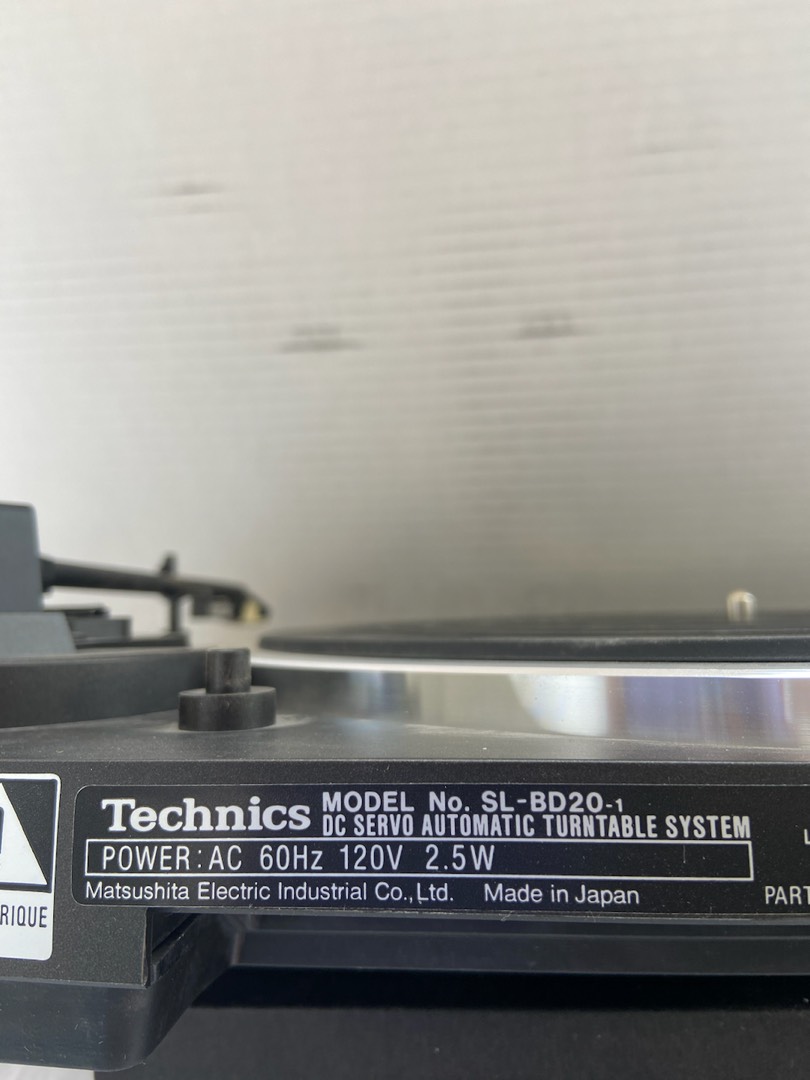 Technics MODEL No. SL-BD20-1
DC SERVO AUTOMATIC TURNTABLE SYSTEM
POWER: AC 60Hz 120V 2.5W
Matsushita Electric Industrial Co., Ltd. Made in Japan
RIQUE
L
PART